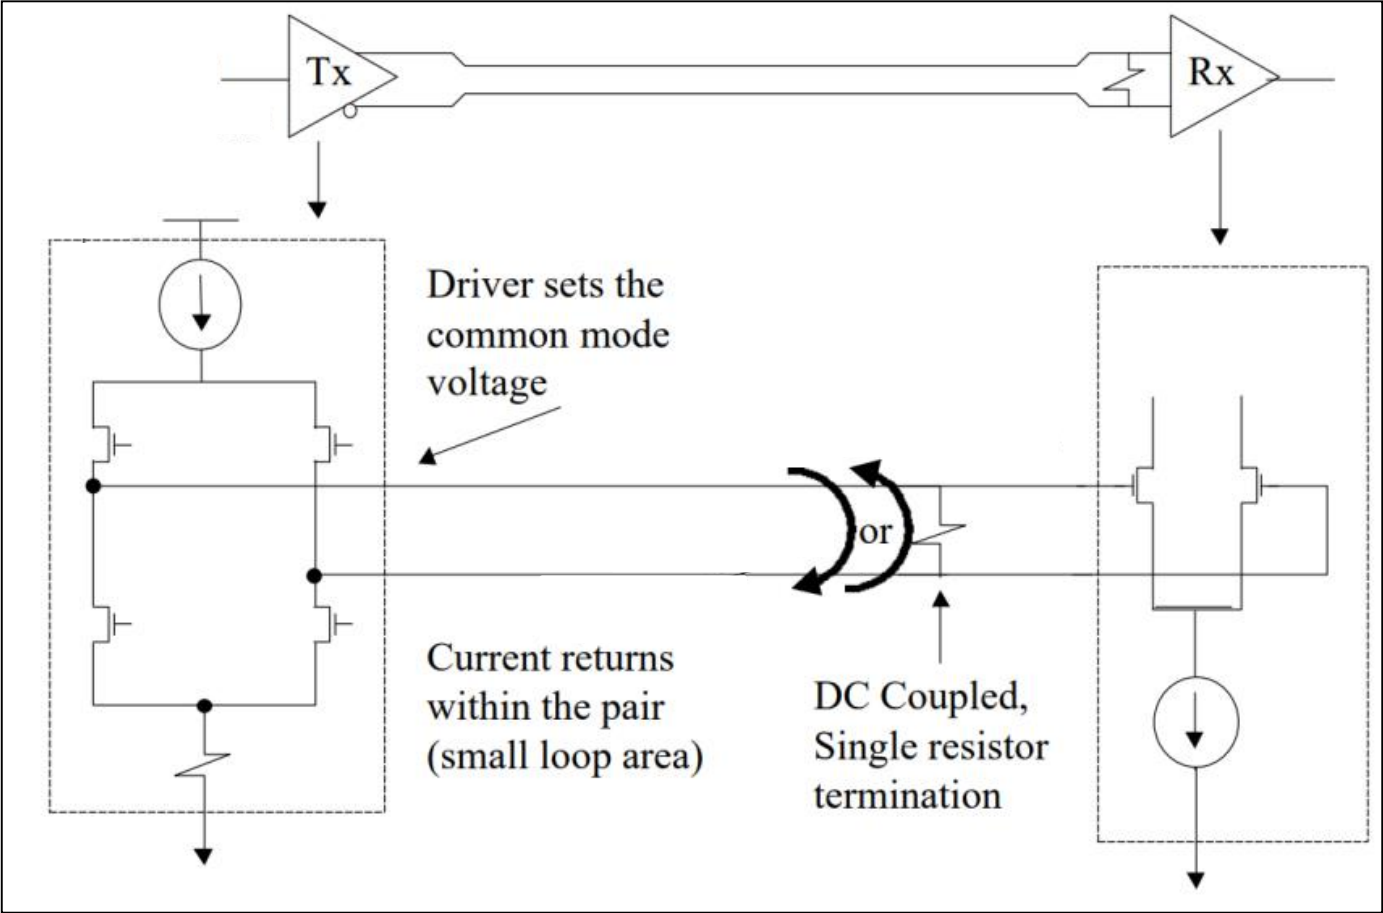 Tx
Rx
Driver sets the
common mode
voltage
or
Current returns
within the pair
(small loop area)
DC Coupled,
Single resistor
termination